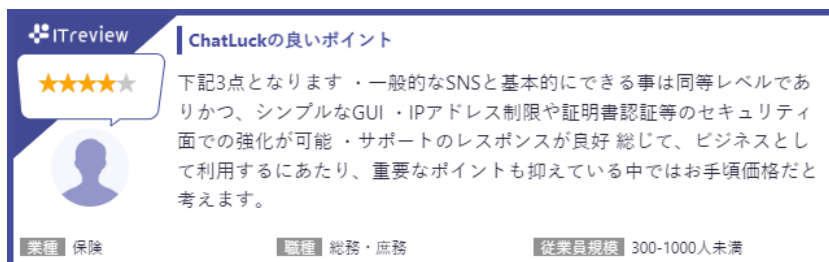 ITreview
ChatLuckの良いポイント
下記3点となります ・一般的なSNSと基本的にできる事は同等レベルであ
りかつ、シンプルなGUI ・IPアドレス制限や証明書認証等のセキュリティ
面での強化が可能 ・サポートのレスポンスが良好 総じて、ビジネスとし
て利用するにあたり、重要なポイントも抑えている中ではお手頃価格だと
考えます。
業種 保険 職種 総務・庶務 従業員規模 300-1000人未満